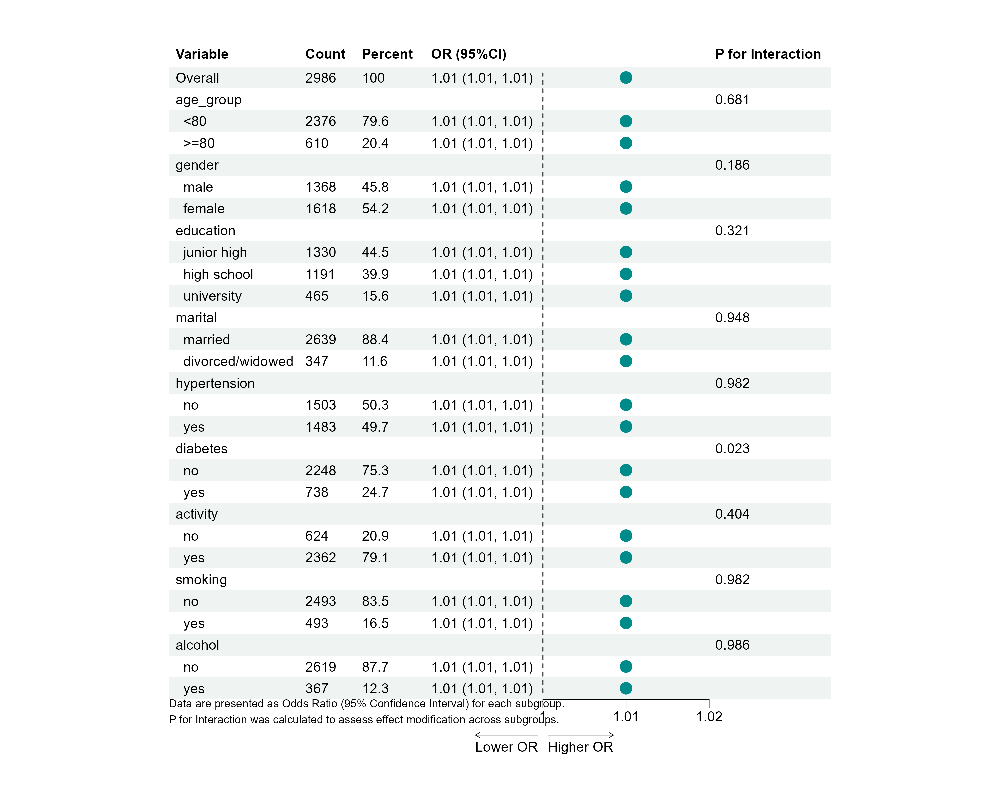 Variable Count Percent OR (95%CI) P for Interaction
Overall 2986 100 1.01 (1.01, 1.01)
age_group 0.681
<80 2376 79.6 1.01 (1.01, 1.01)
>=80 610 20.4 1.01 (1.01, 1.01)
gender 0.186
male 1368 45.8 1.01 (1.01, 1.01)
female 1618 54.2 1.01 (1.01, 1.01)
education 0.321
junior high 1330 44.5 1.01 (1.01, 1.01)
high school 1191 39.9 1.01 (1.01, 1.01)
university 465 15.6 1.01 (1.01, 1.01)
marital 0.948
married 2639 88.4 1.01 (1.01, 1.01)
divorced/widowed 347 11.6 1.01 (1.01, 1.01)
hypertension 0.982
no 1503 50.3 1.01 (1.01, 1.01)
yes 1483 49.7 1.01 (1.01, 1.01)
diabetes 0.023
no 2248 75.3 1.01 (1.01, 1.01)
yes 738 24.7 1.01 (1.01, 1.01)
activity 0.404
no 624 20.9 1.01 (1.01, 1.01)
yes 2362 79.1 1.01 (1.01, 1.01)
smoking 0.982
no 2493 83.5 1.01 (1.01, 1.01)
yes 493 16.5 1.01 (1.01, 1.01)
alcohol 0.986
no 2619 87.7 1.01 (1.01, 1.01)
yes 367 12.3 1.01 (1.01, 1.01)
Data are presented as Odds Ratio (95% Confidence Interval) for each subgroup.
P for Interaction was calculated to assess effect modification across subgroups.
1 1.01 1.02
Lower OR Higher OR